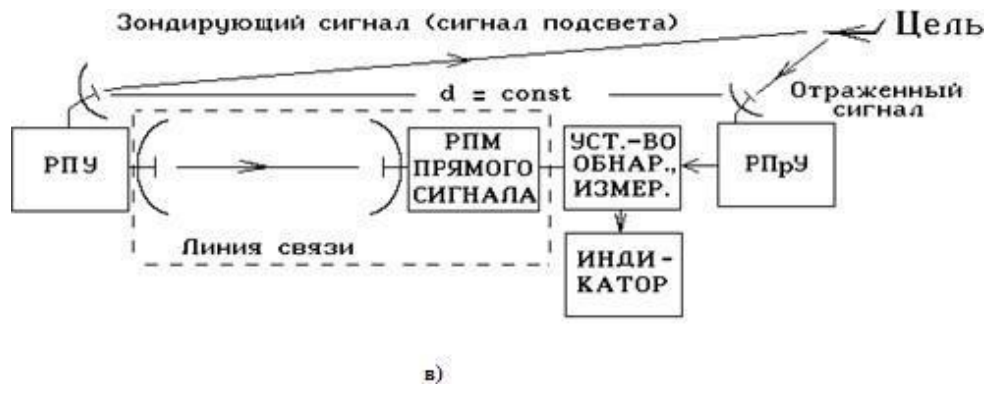 Зондирующий сигнал (сигнал подсвета)
Цель
d = const
Отраженный
сигнал
РПУ
РПМ
ПРЯМОГО
СИГНАЛА
УСТ.-ВО
ОБНАР.,
ИЗМЕР.
РПрУ
Линия связи
ИНДИ-
КАТОР
в)